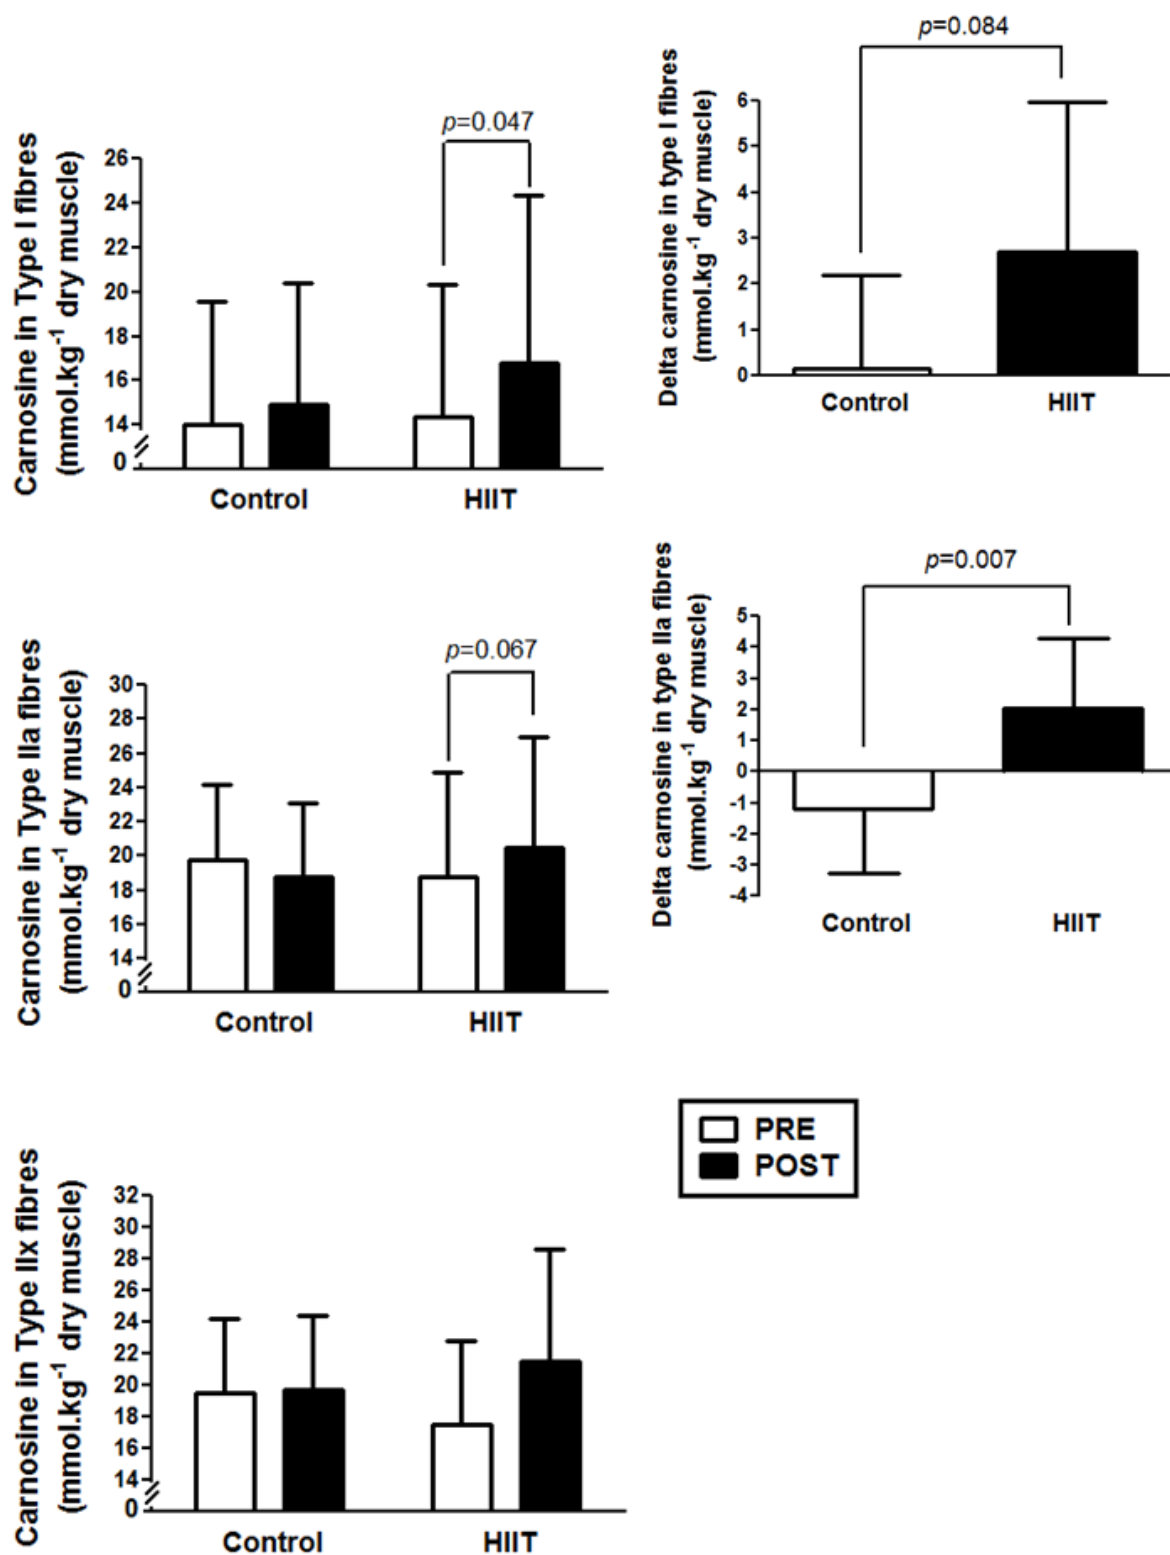 p=0.047
Carnosine in Type I fibres
(mmol.kg-1 dry muscle)
26
24
22
20
18
16
14
0
Control HIIT
p=0.084
Delta carnosine in type I fibres
(mmol.kg-1 dry muscle)
6
5
4
3
2
1
0
Control HIIT
p=0.067
Carnosine in Type IIa fibres
(mmol.kg-1 dry muscle)
30
28
26
24
22
20
18
16
14
0
Control HIIT
p=0.007
Delta carnosine in type IIa fibres
(mmol.kg-1 dry muscle)
5
4
3
2
1
0
-1
-2
-3
-4
Control HIIT
PRE
POST
Carnosine in Type IIx fibres
(mmol.kg-1 dry muscle)
32
30
28
26
24
22
20
18
16
14
0
Control HIIT